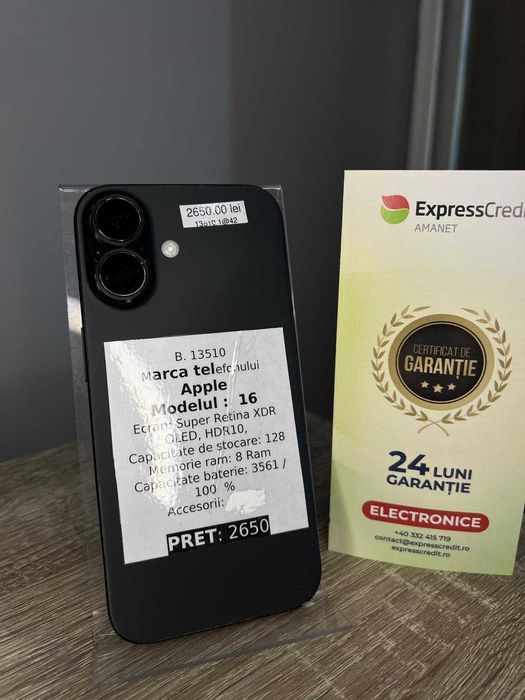 2650.00 lei
B. 13510
Marca telefonului
Apple
Modelul : 16
Ecran: Super Retina XDR
OLED, HDR10,
Capacitate de stocare: 128
Memorie ram: 8 Ram
Capacitate baterie: 3561 /
100 %
Accesorii:
PRET: 2650
ExpressCredit
AMANET
CERTIFICAT DE
GARANȚIE
24 LUNI
GARANȚIE
ELECTRONICE
+40 332 415 719
contact@expresscredit.ro
expresscredit.ro